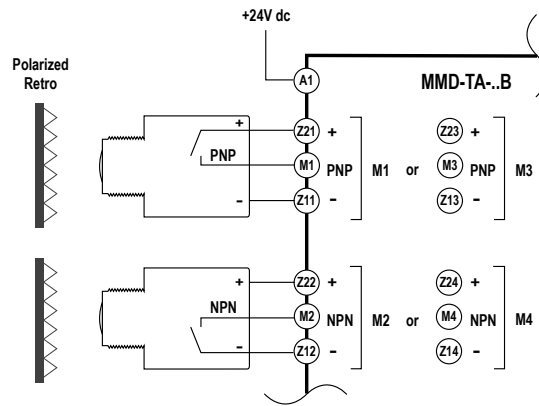 +24V dc
Polarized
Retro
A1
MMD-TA-..B
+
Z21 +
Z23 +
PNP
M1 PNP
M1 or
M3 PNP
M3
-
Z11 -
Z13 -
+
Z22 +
Z24 +
NPN
M2 NPN
M2 or
M4 NPN
M4
-
Z12 -
Z14 -